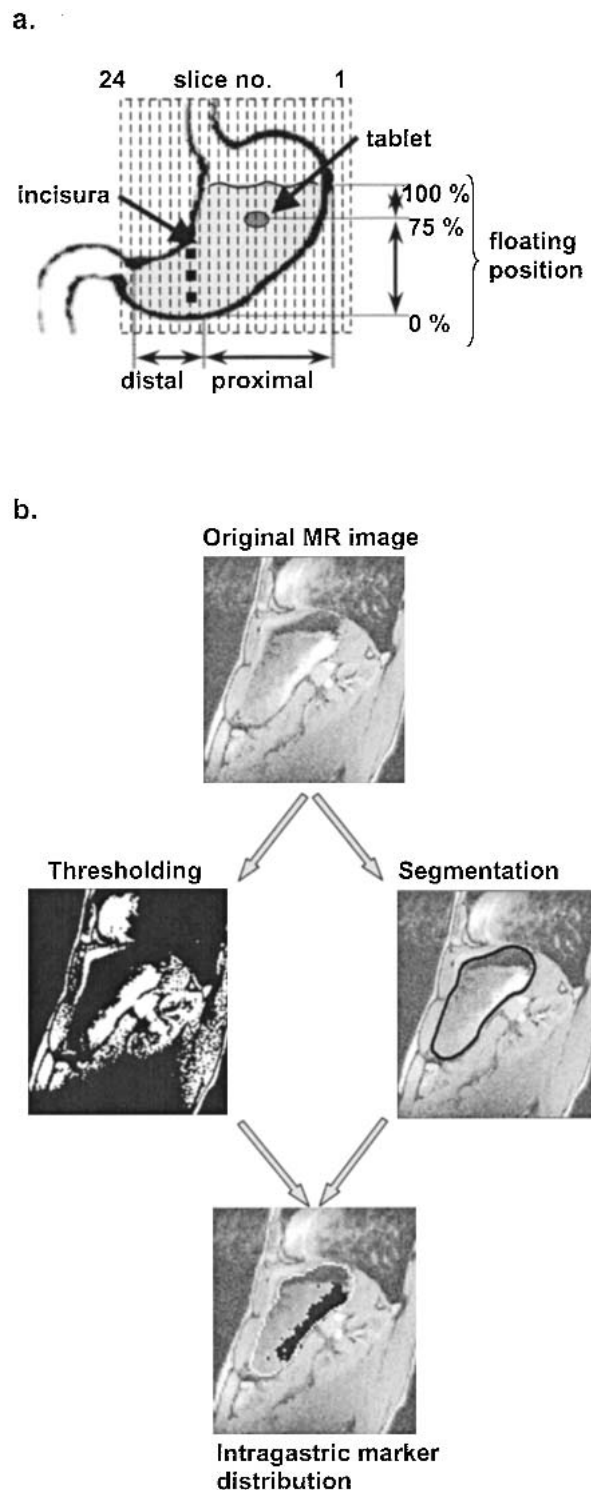 a.
24 slice no. 1
tablet
incisura
100 %
75 %
floating
position
0 %
distal proximal
b.
Original MR image
Thresholding Segmentation
Intragastric marker
distribution